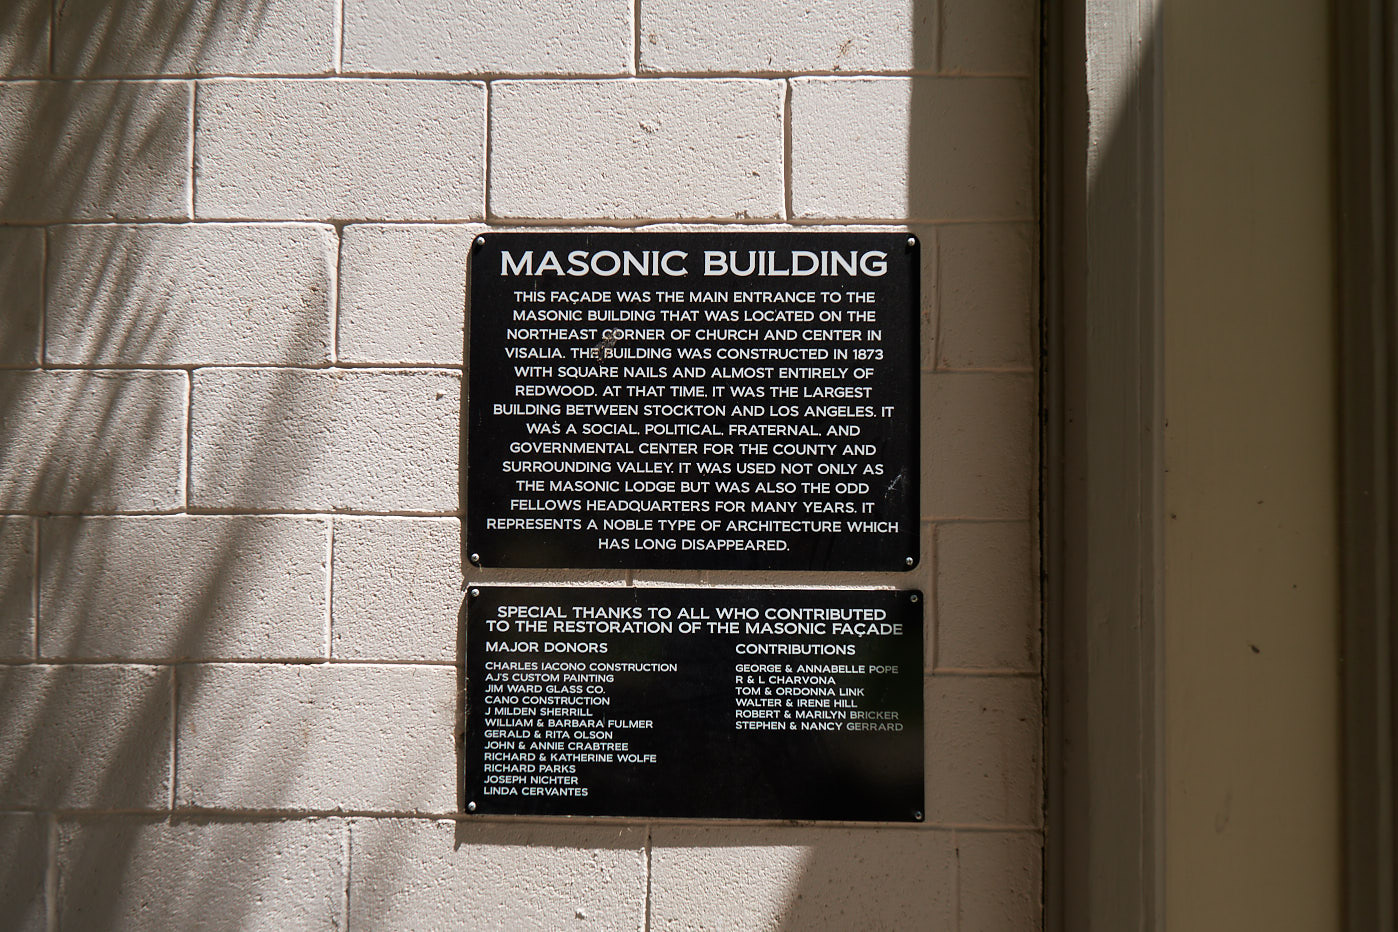 MASONIC BUILDING
THIS FAÇADE WAS THE MAIN ENTRANCE TO THE
MASONIC BUILDING THAT WAS LOCATED ON THE
NORTHEAST CORNER OF CHURCH AND CENTER IN
VISALIA. THE BUILDING WAS CONSTRUCTED IN 1873
WITH SQUARE NAILS AND ALMOST ENTIRELY OF
REDWOOD. AT THAT TIME, IT WAS THE LARGEST
BUILDING BETWEEN STOCKTON AND LOS ANGELES. IT
WAS A SOCIAL, POLITICAL, FRATERNAL, AND
GOVERNMENTAL CENTER FOR THE COUNTY AND
SURROUNDING VALLEY. IT WAS USED NOT ONLY AS
THE MASONIC LODGE BUT WAS ALSO THE ODD
FELLOWS HEADQUARTERS FOR MANY YEARS. IT
REPRESENTS A NOBLE TYPE OF ARCHITECTURE WHICH
HAS LONG DISAPPEARED.
SPECIAL THANKS TO ALL WHO CONTRIBUTED
TO THE RESTORATION OF THE MASONIC FAÇADE
MAJOR DONORS
CHARLES IACONO CONSTRUCTION
AJ'S CUSTOM PAINTING
JIM WARD GLASS CO.
CANO CONSTRUCTION
J MILDEN SHERRILL
WILLIAM & BARBARA FULMER
GERALD & RITA OLSON
JOHN & ANNIE CRABTREE
RICHARD & KATHERINE WOLFE
RICHARD PARKS
JOSEPH NICHTER
LINDA CERVANTES
CONTRIBUTIONS
GEORGE & ANNABELLE POPE
R & L CHARVONA
TOM & ORDONNA LINK
WALTER & IRENE HILL
ROBERT & MARILYN BRICKER
STEPHEN & NANCY GERRARD